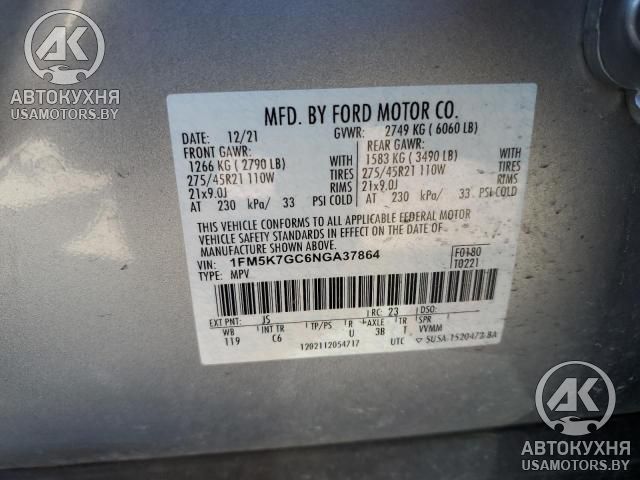 AK
АВТОКУХНЯ
USAMOTORS.BY
MFD. BY FORD MOTOR CO.
DATE: 12/21 GVWR: 2749 KG ( 6060 LB)
FRONT GAWR: REAR GAWR:
1266 KG ( 2790 LB) WITH 1583 KG ( 3490 LB) WITH
275/45R21 110W TIRES 275/45R21 110W TIRES
21x9.0J RIMS 21x9.0J RIMS
AT 230 kPa/ 33 PSI COLD AT 230 kPa/ 33 PSI COLD
THIS VEHICLE CONFORMS TO ALL APPLICABLE FEDERAL MOTOR
VEHICLE SAFETY STANDARDS IN EFFECT ON THE DATE OF
MANUFACTURE SHOWN ABOVE.
VIN: 1FM5K7GC6NGA37864 F0180
TYPE: MPV T0221
EXT PNT: JS RC: 23 DSO:
WB INT TR TP/PS R AXLE TR SPR
119 C6 U 3B T VVMM
1202112054717 UTC ▽ 5USA-1520472-BA
AK
АВТОКУХНЯ
USAMOTORS.BY